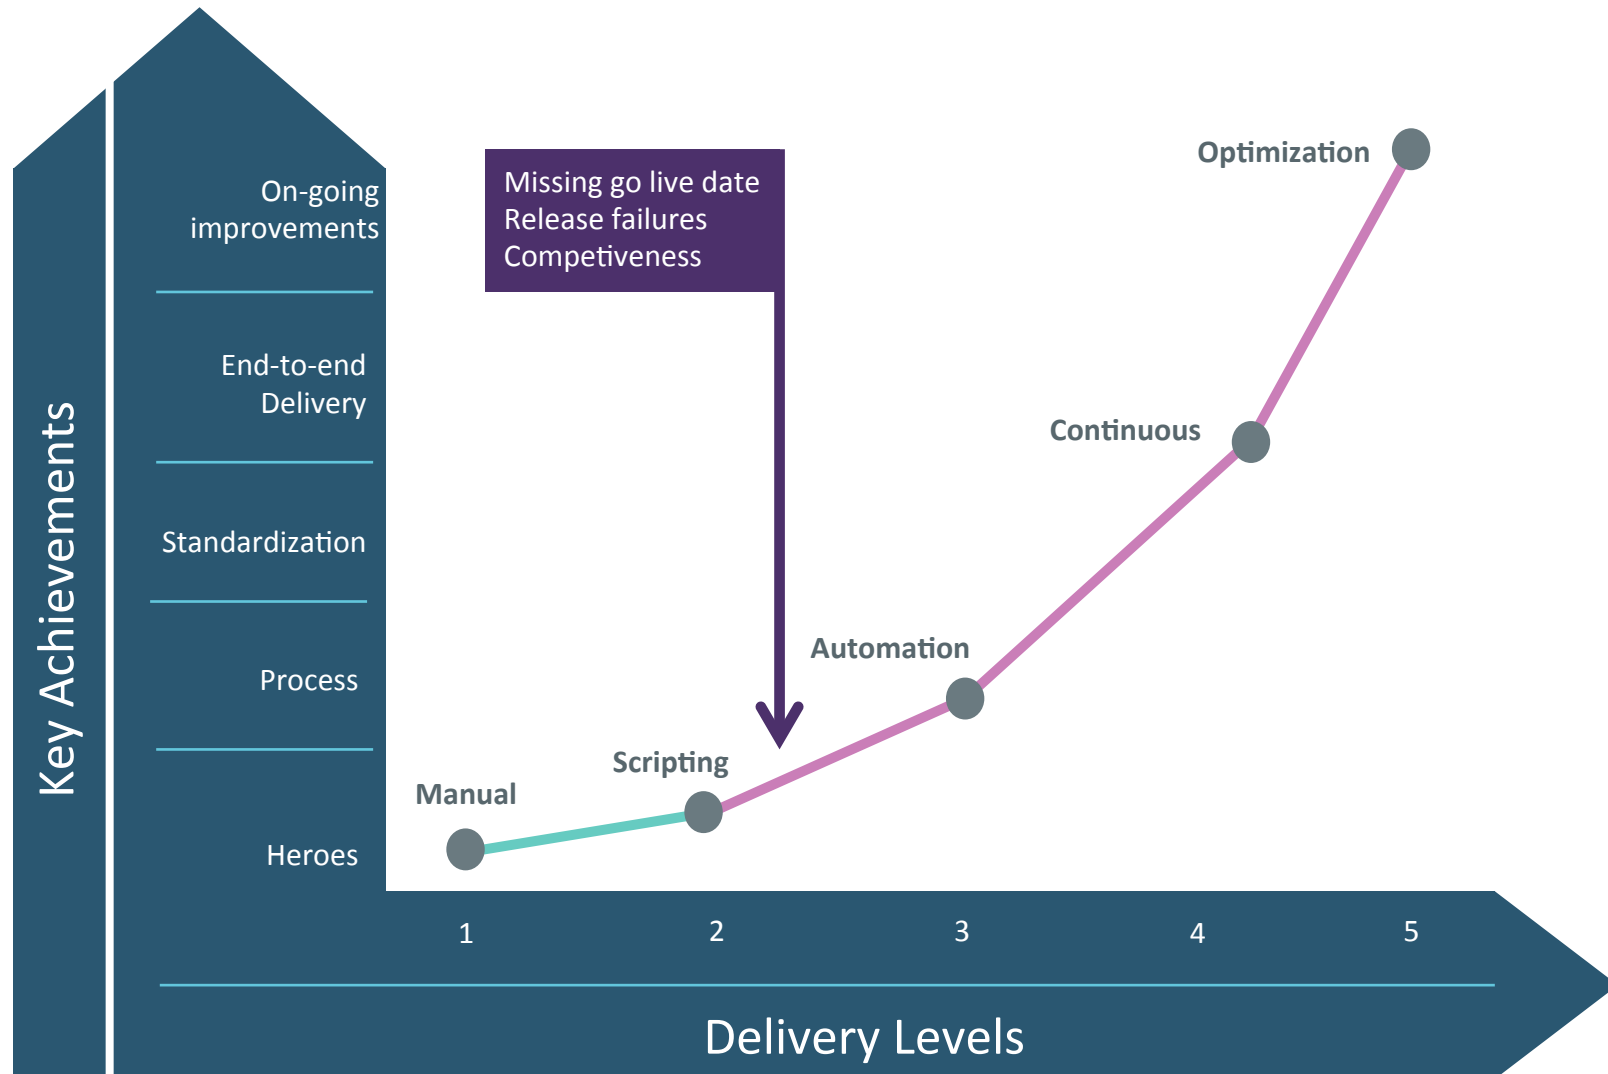 On-going
improvements
End-to-end
Delivery
Standardization
Process
Heroes
Key Achievements
Missing go live date
Release failures
Competiveness
Optimization
Continuous
Automation
Scripting
Manual
1
2
3
4
5
Delivery Levels